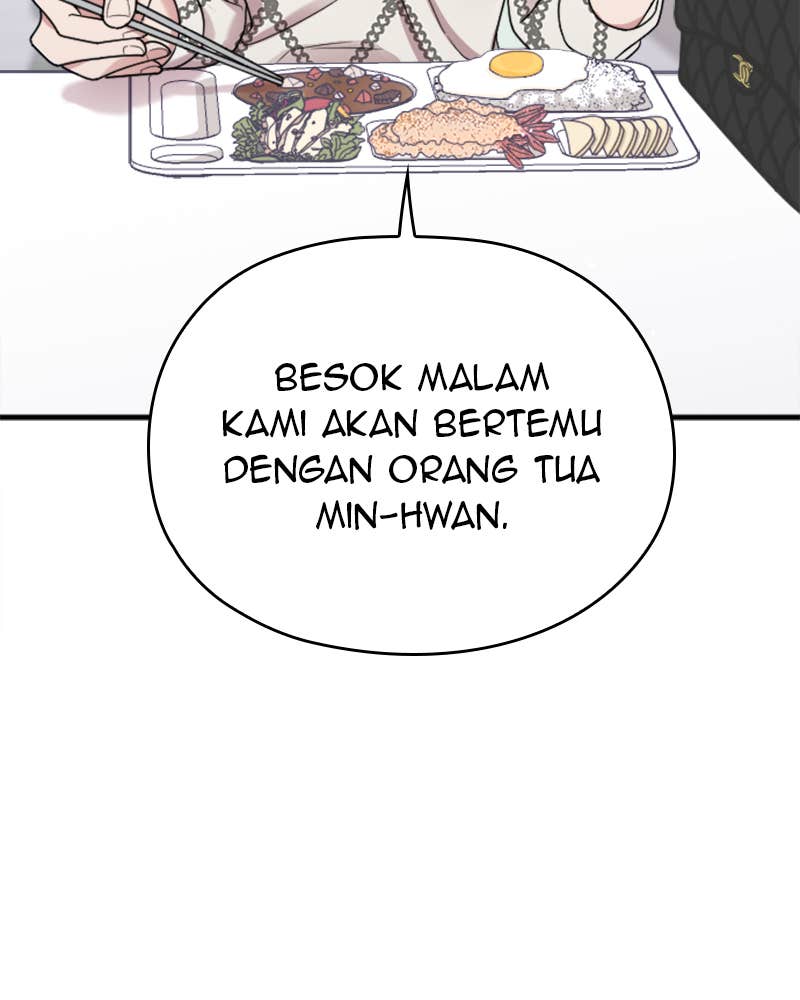 BESOK MALAM
KAMI AKAN BERTEMU
DENGAN ORANG TUA
MIN-HWAN.